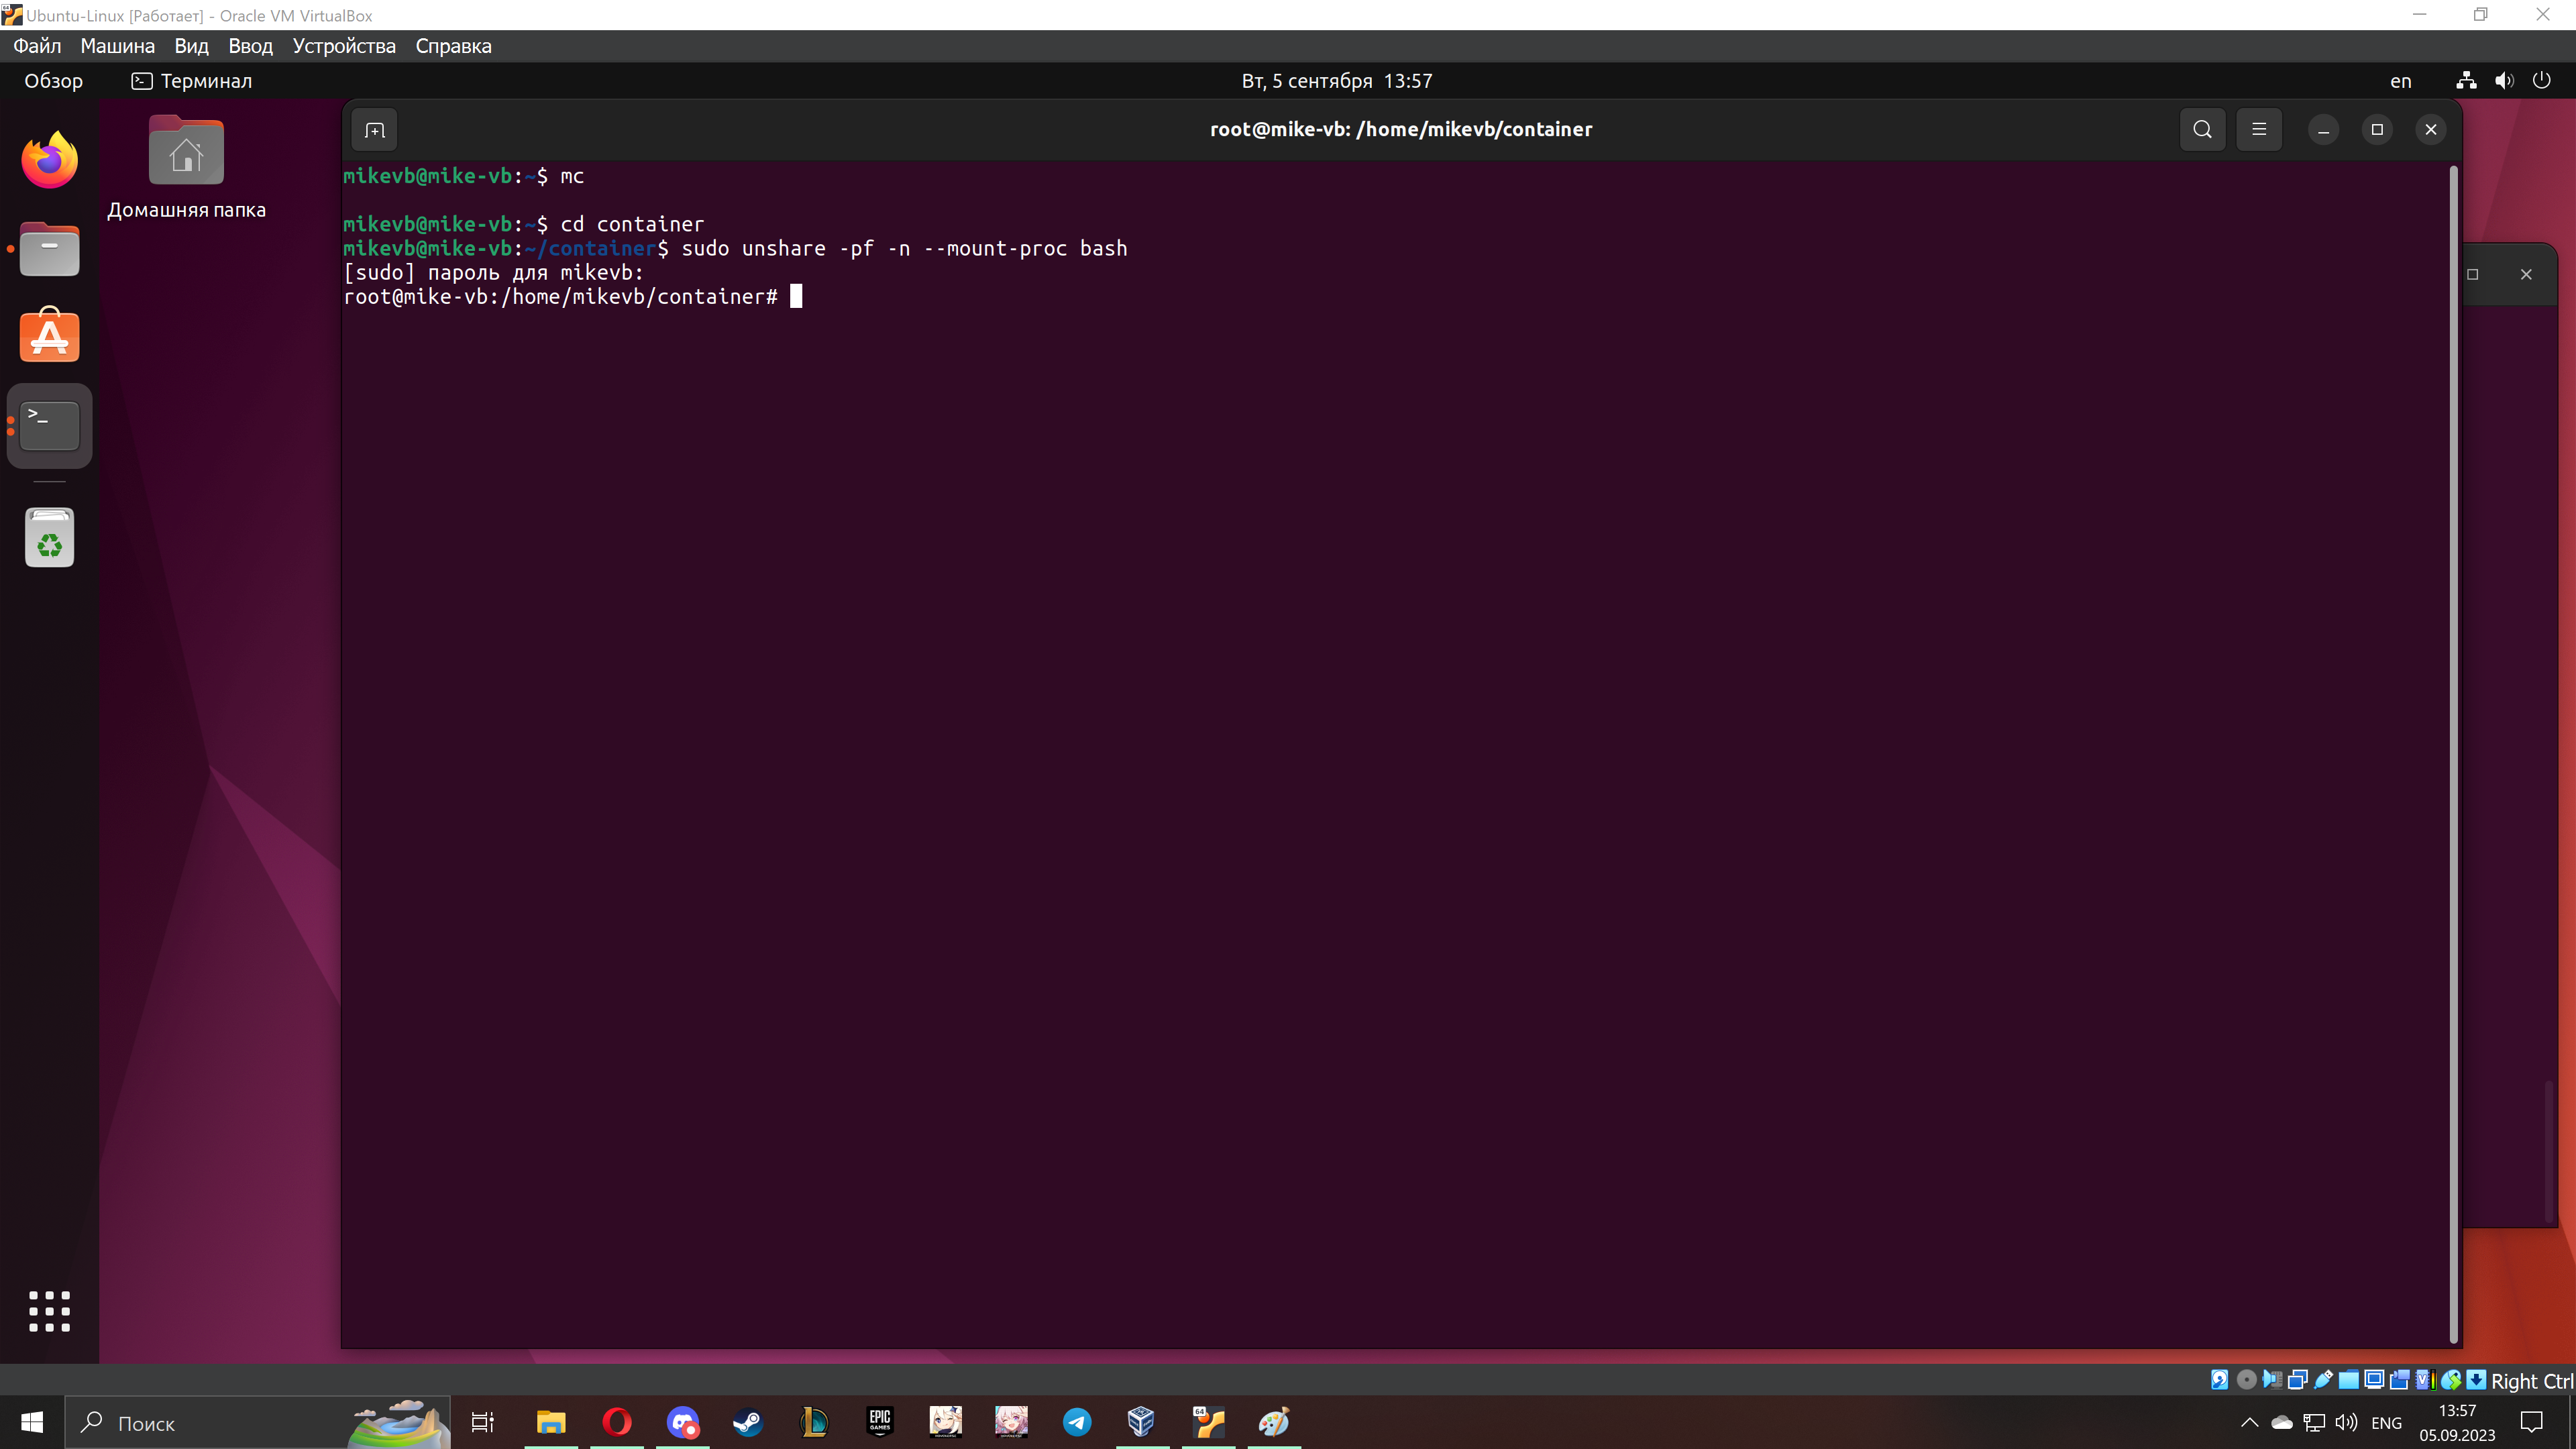 Ubuntu-Linux [Работает] - Oracle VM VirtualBox
Файл Машина Вид Ввод Устройства Справка
Обзор Терминал Вт, 5 сентября 13:57 en
root@mike-vb: /home/mikevb/container
Домашняя папка
mikevb@mike-vb:~$ mc
mikevb@mike-vb:~$ cd container
mikevb@mike-vb:~/container$ sudo unshare -pf -n --mount-proc bash
[sudo] пароль для mikevb:
root@mike-vb:/home/mikevb/container#
Right Ctrl
Поиск
EPIC
GAMES
64
ENG
13:57
05.09.2023